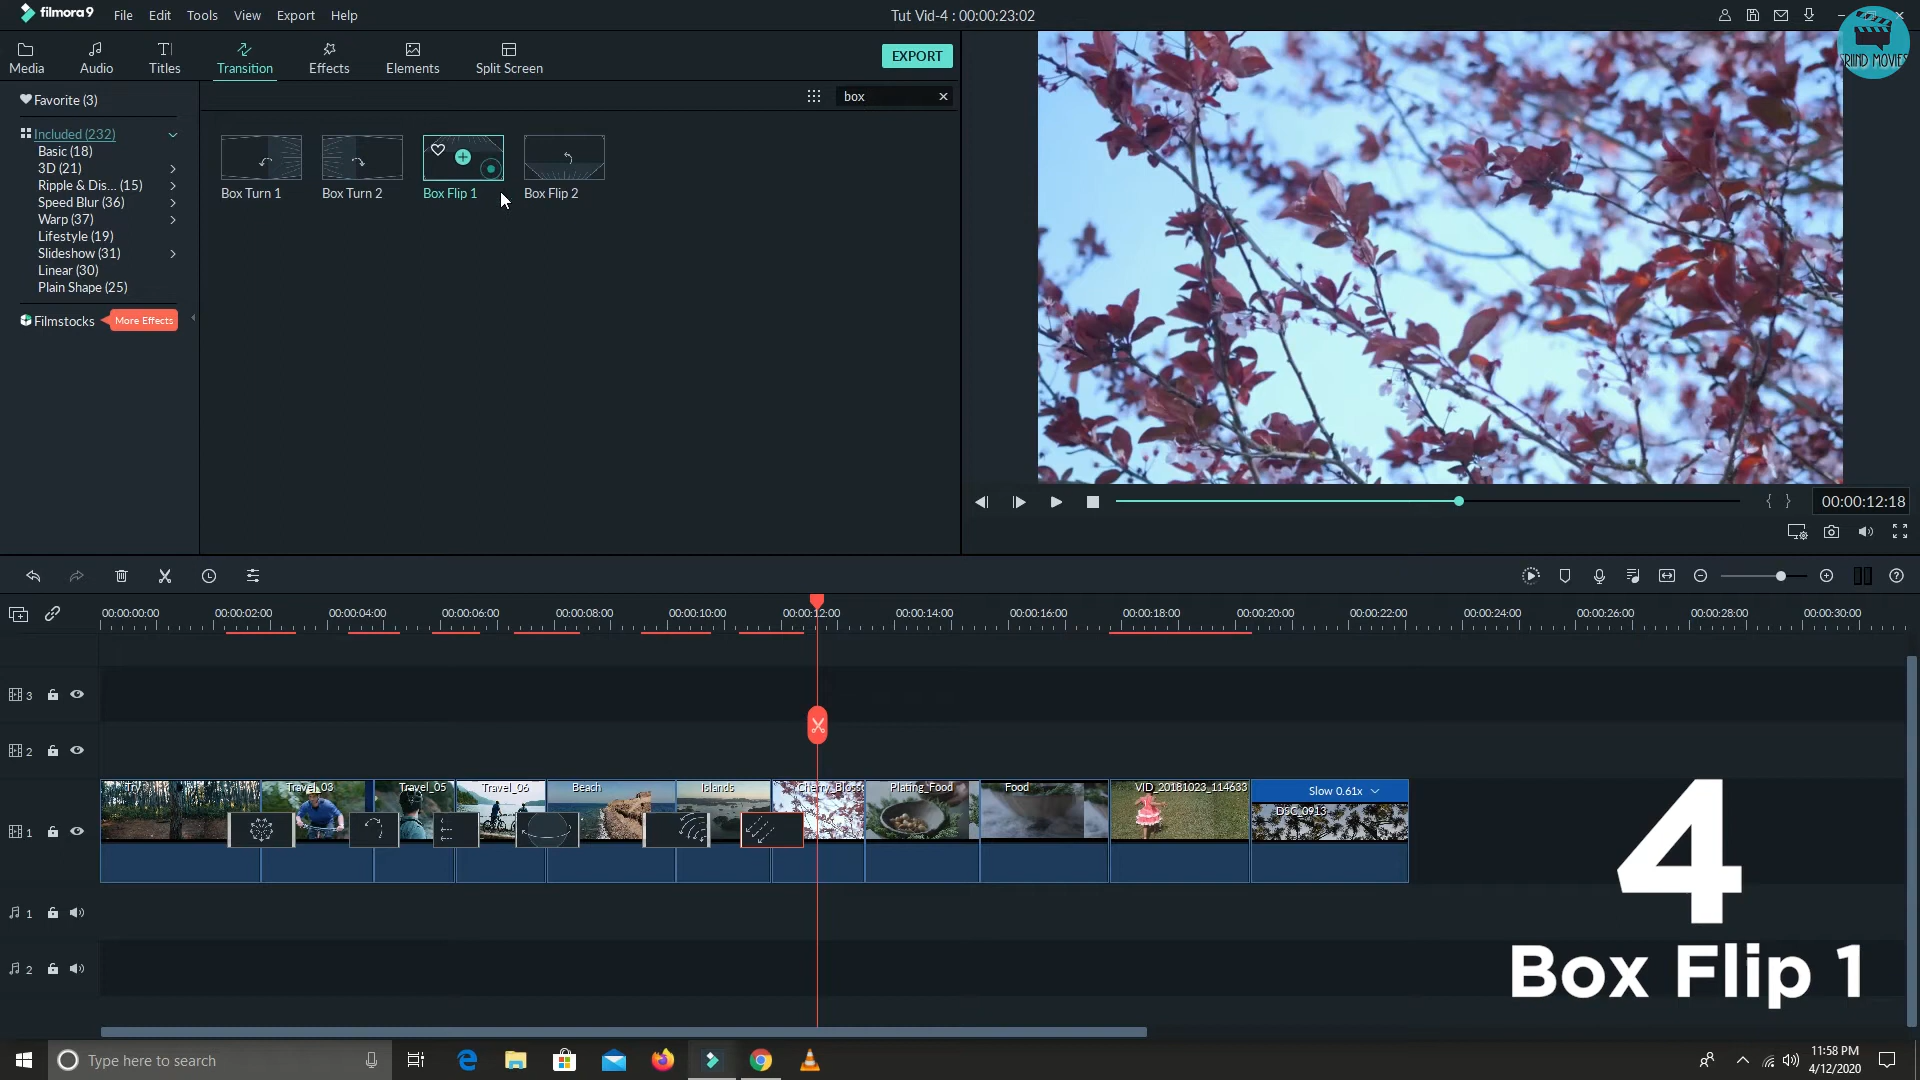 filmora9
File Edit Tools View Export Help
Tut Vid-4 : 00:00:23:02
Media Audio Titles Transition Effects Elements Split Screen
EXPORT
RIIND MOVIES
Favorite (3)
box
Included (232)
Basic (18)
3D (21)
Ripple & Dis... (15)
Speed Blur (36)
Warp (37)
Lifestyle (19)
Slideshow (31)
Linear (30)
Plain Shape (25)
Filmstocks More Effects
Box Turn 1 Box Turn 2 Box Flip 1 Box Flip 2
00:00:12:18
00:00:00:00 00:00:02:00 00:00:04:00 00:00:06:00 00:00:08:00 00:00:10:00 00:00:12:00 00:00:14:00 00:00:16:00 00:00:18:00 00:00:20:00 00:00:22:00 00:00:24:00 00:00:26:00 00:00:28:00 00:00:30:00
3
2
Try Travel_03 Travel_05 Travel_06 Beach Islands Cherry_Bloss Plating_Food Food VID_20181023_114633 Slow 0.61x
DSC_0913
1
1
2
4
Box Flip 1
Type here to search
11:58 PM
4/12/2020